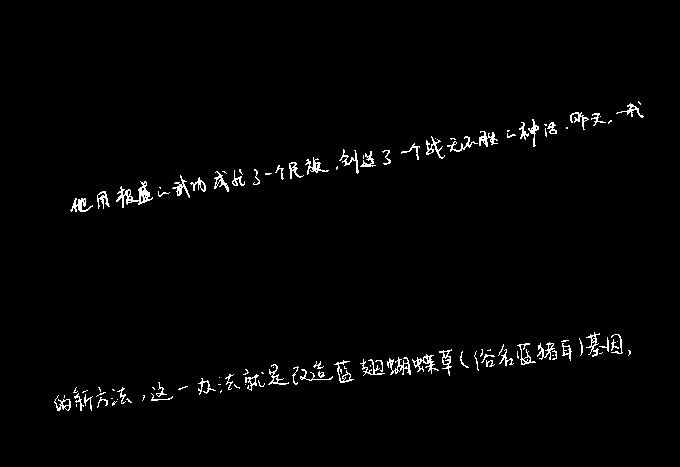 他用极盛的武功成就了一个民族，创造了一个战无不胜的神话．昨天，一我
的新方法，这一办法就是改造蓝翅蝴蝶草(俗名蓝猪耳)基因，